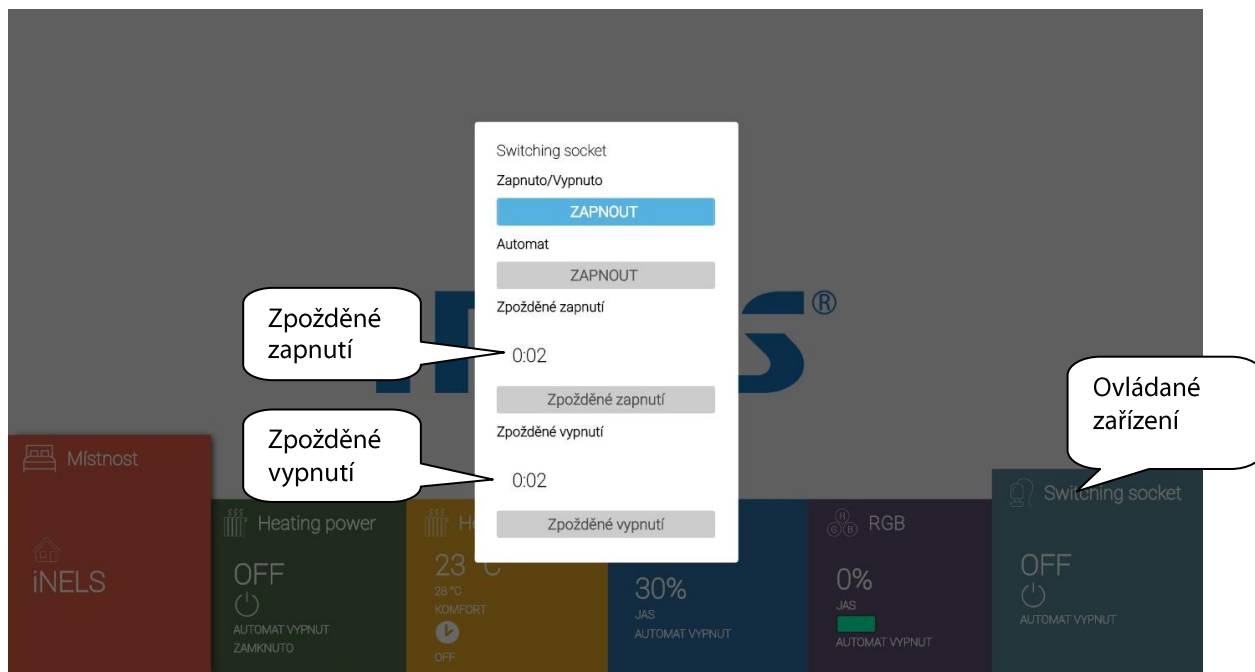 Switching socket
Zapnuto/Vypnuto
ZAPNOUT
Automat
ZAPNOUT
Zpožděné zapnutí
0:02
Zpožděné zapnutí
Zpožděné vypnutí
0:02
Zpožděné vypnutí
Zpožděné
zapnutí
Zpožděné
vypnutí
Ovládané
zařízení
®
Místnost
iNELS
Heating power
OFF
AUTOMAT VYPNUT
ZAMKNUTO
23 °C
28 °C
KOMFORT
OFF
30%
JAS
AUTOMAT VYPNUT
R
G B
RGB
0%
JAS
AUTOMAT VYPNUT
Switching socket
OFF
AUTOMAT VYPNUT